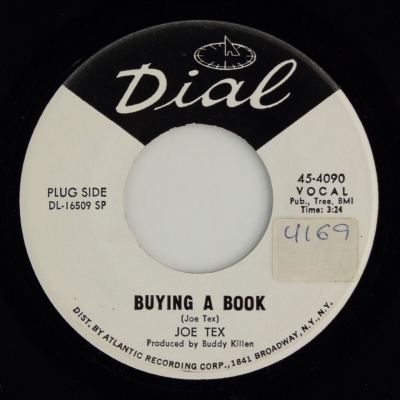 Dial
PLUG SIDE
DL-16509 SP
45-4090
VOCAL
Pub., Tree, BMI
Time: 3:24
4169
BUYING A BOOK
(Joe Tex)
JOE TEX
Produced by Buddy Killen
DIST. BY ATLANTIC RECORDING CORP., 1841 BROADWAY, N.Y., N.Y.